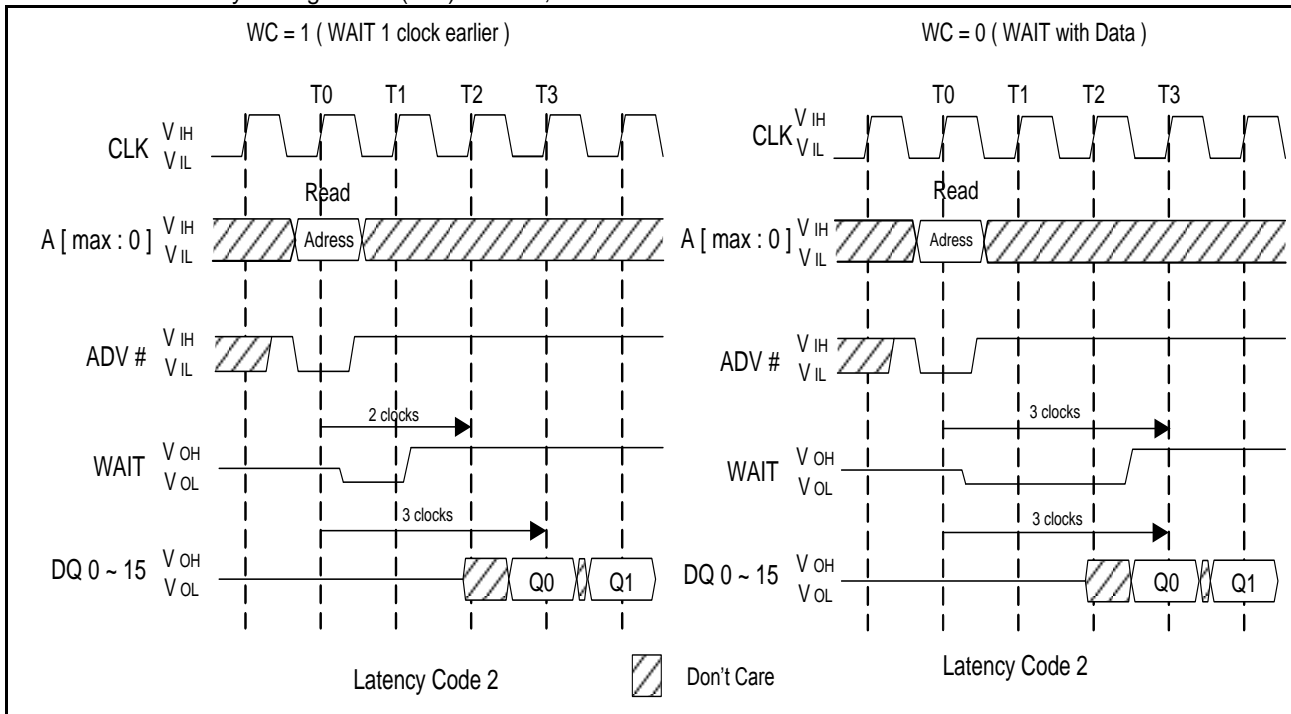 WC = 1 ( WAIT 1 clock earlier )
T0 T1 T2 T3
CLK V IH
V IL
Read
A [ max : 0 ] V IH
V IL
Adress
ADV # V IH
V IL
2 clocks
WAIT V OH
V OL
3 clocks
DQ 0 ~ 15 V OH
V OL
Q0 Q1
Latency Code 2
WC = 0 ( WAIT with Data )
T0 T1 T2 T3
CLK V IH
V IL
Read
A [ max : 0 ] V IH
V IL
Adress
ADV # V IH
V IL
3 clocks
WAIT V OH
V OL
3 clocks
DQ 0 ~ 15 V OH
V OL
Q0 Q1
Latency Code 2
Don't Care